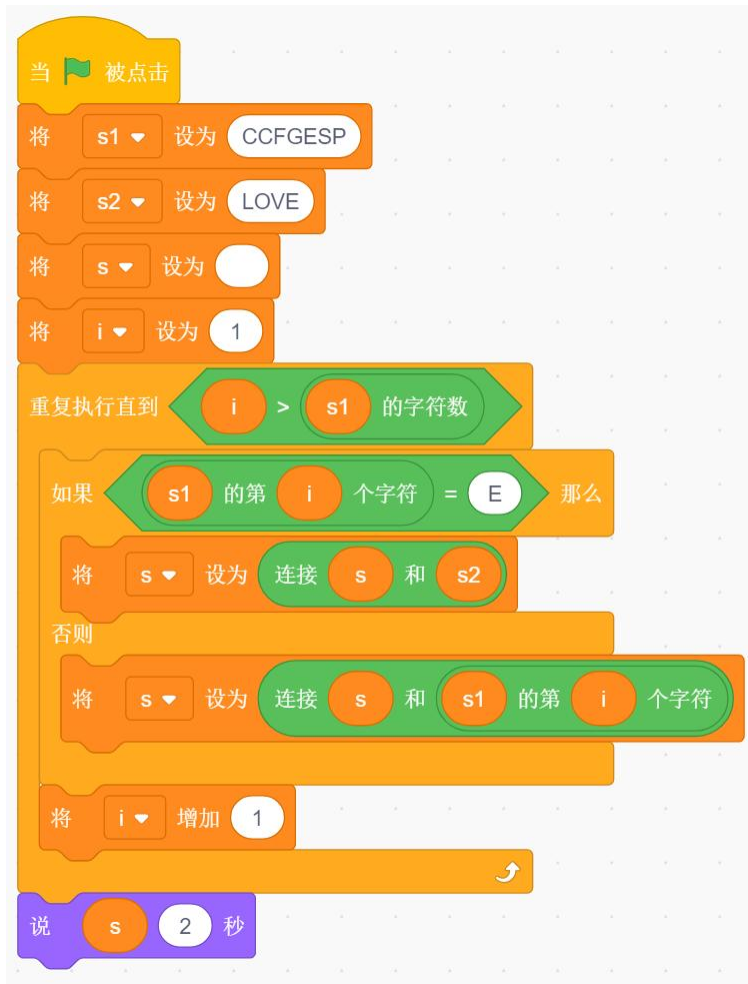 当 被点击
将 s1 设为 CCFGESP
将 s2 设为 LOVE
将 s 设为
将 i 设为 1
重复执行直到 i > s1 的字符数
如果 s1 的第 i 个字符 = E 那么
将 s 设为 连接 s 和 s2
否则
将 s 设为 连接 s 和 s1 的第 i 个字符
将 i 增加 1
说 s 2 秒